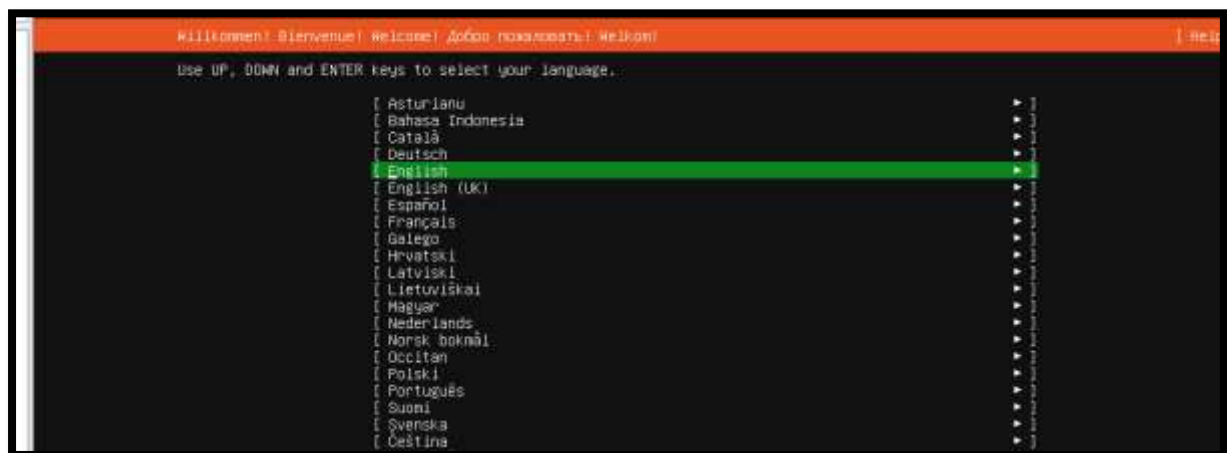 Willkommen! Bienvenue! Welcome! Добро пожаловать! Welkom! [ Help
Use UP, DOWN and ENTER keys to select your language.
[ Asturianu ► ]
[ Bahasa Indonesia ► ]
[ Català ► ]
[ Deutsch ► ]
[ English ► ]
[ English (UK) ► ]
[ Español ► ]
[ Français ► ]
[ Galego ► ]
[ Hrvatski ► ]
[ Latviski ► ]
[ Lietuviškai ► ]
[ Magyar ► ]
[ Nederlands ► ]
[ Norsk bokmål ► ]
[ Occitan ► ]
[ Polski ► ]
[ Português ► ]
[ Suomi ► ]
[ Svenska ► ]
[ Čeština ► ]